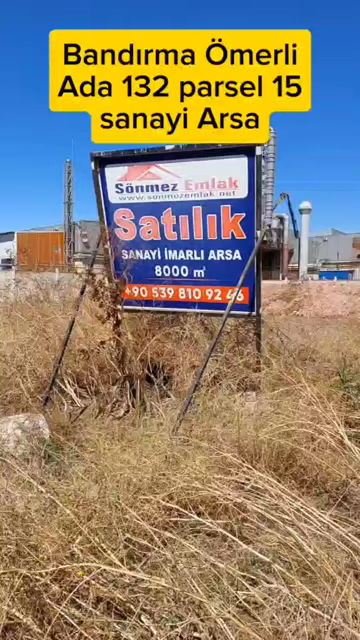 Bandırma Ömerli
Ada 132 parsel 15
sanayi Arsa
Sönmez Emlak
www.sonmezemlak.net
Satılık
SANAYİ İMARLI ARSA
8000 m²
+90 539 810 92 46